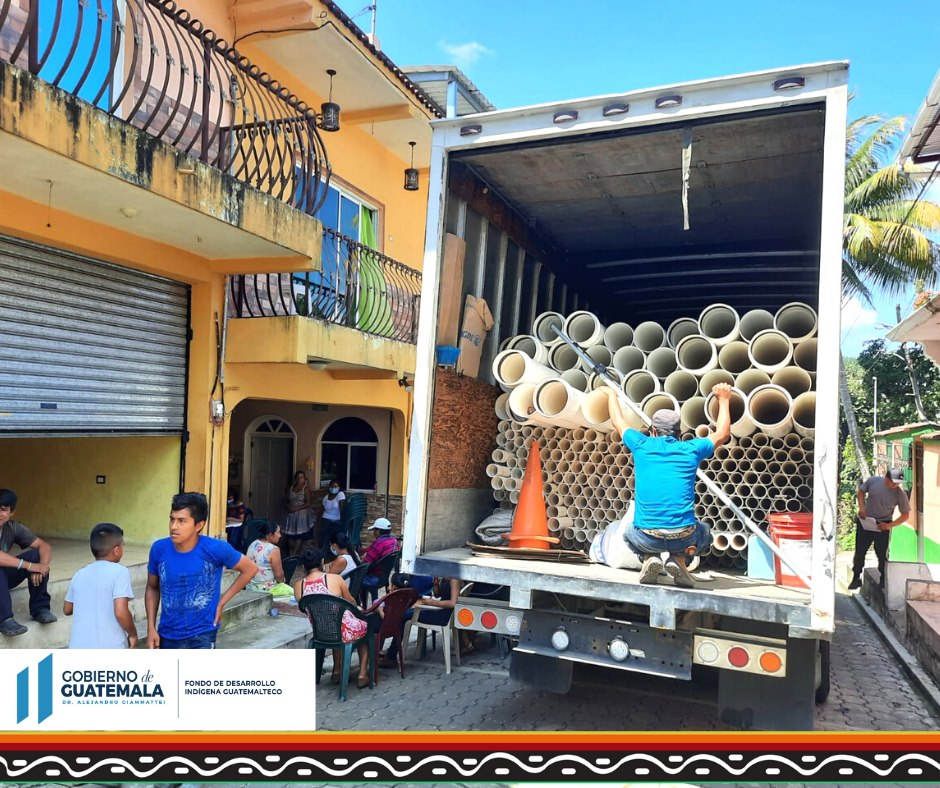 GOBIERNO de
GUATEMALA
DR. ALEJANDRO GIAMMATTEI
FONDO DE DESARROLLO
INDÍGENA GUATEMALTECO